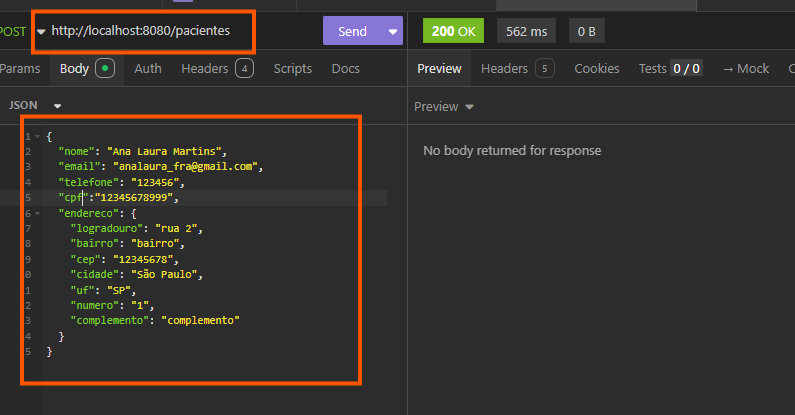 POST http://localhost:8080/pacientes Send 200 OK 562 ms 0 B
Params Body Auth Headers 4 Scripts Docs Preview Headers 5 Cookies Tests 0 / 0 → Mock
JSON
Preview
1 {
2 "nome": "Ana Laura Martins",
3 "email": "analaura_fra@gmail.com",
4 "telefone": "123456",
5 "cpf":"12345678999",
6 "endereco": {
7 "logradouro": "rua 2",
8 "bairro": "bairro",
9 "cep": "12345678",
0 "cidade": "São Paulo",
1 "uf": "SP",
2 "numero": "1",
3 "complemento": "complemento"
4 }
5 }
No body returned for response